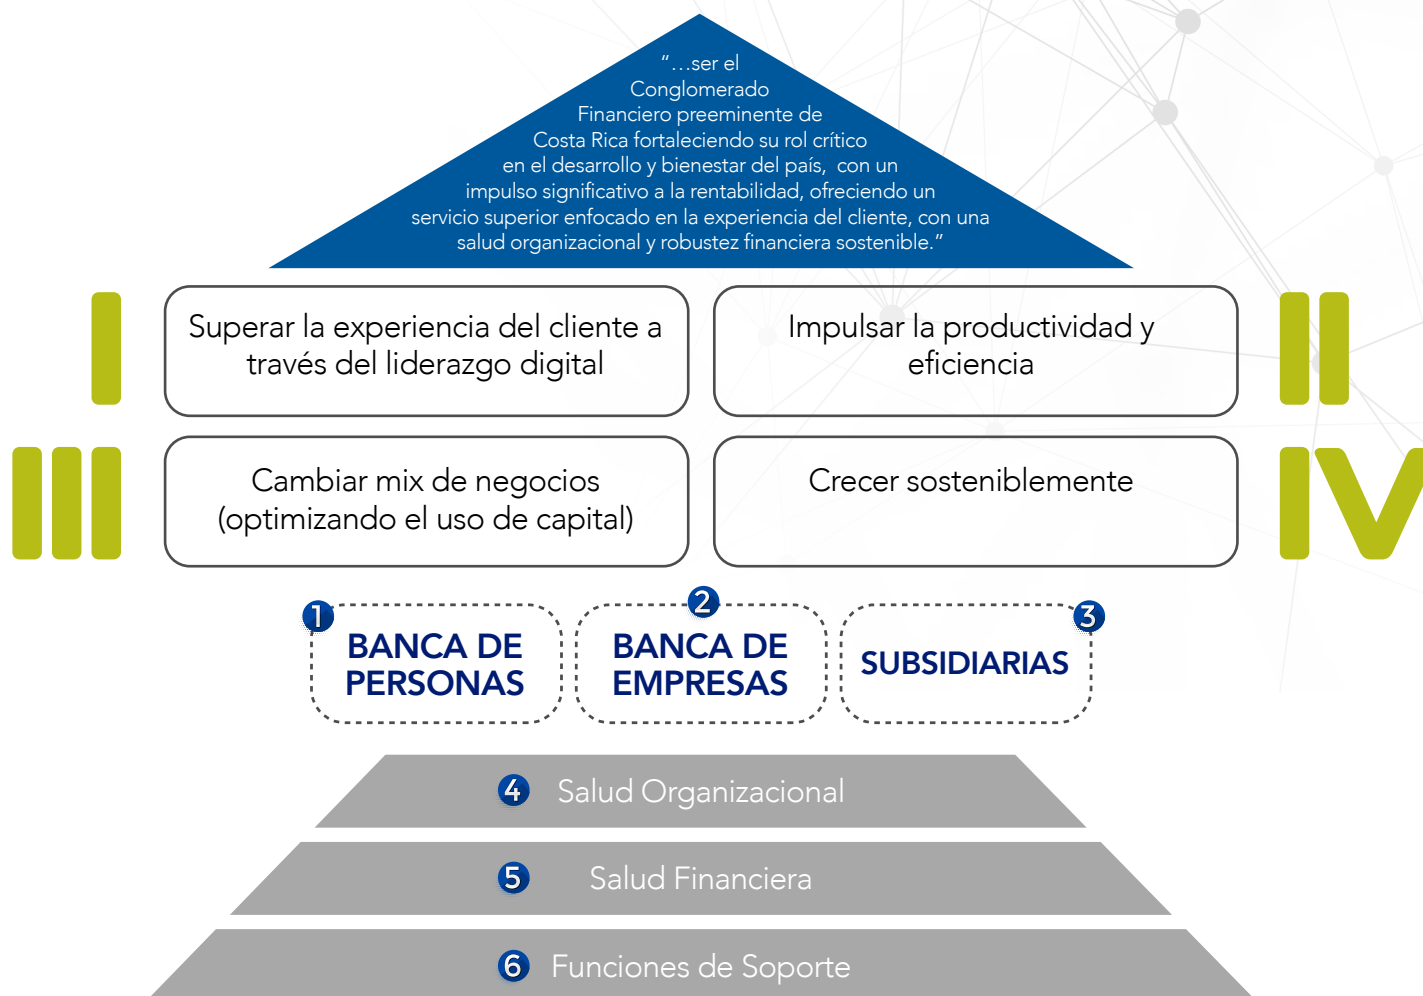 “…ser el
Conglomerado
Financiero preeminente de
Costa Rica fortaleciendo su rol crítico
en el desarrollo y bienestar del país, con un
impulso significativo a la rentabilidad, ofreciendo un
servicio superior enfocado en la experiencia del cliente, con una
salud organizacional y robustez financiera sostenible.”
I
Superar la experiencia del cliente a
través del liderazgo digital
Impulsar la productividad y
eficiencia
II
III
Cambiar mix de negocios
(optimizando el uso de capital)
Crecer sosteniblemente
IV
1
BANCA DE
PERSONAS
2
BANCA DE
EMPRESAS
3
SUBSIDIARIAS
4 Salud Organizacional
5 Salud Financiera
6 Funciones de Soporte